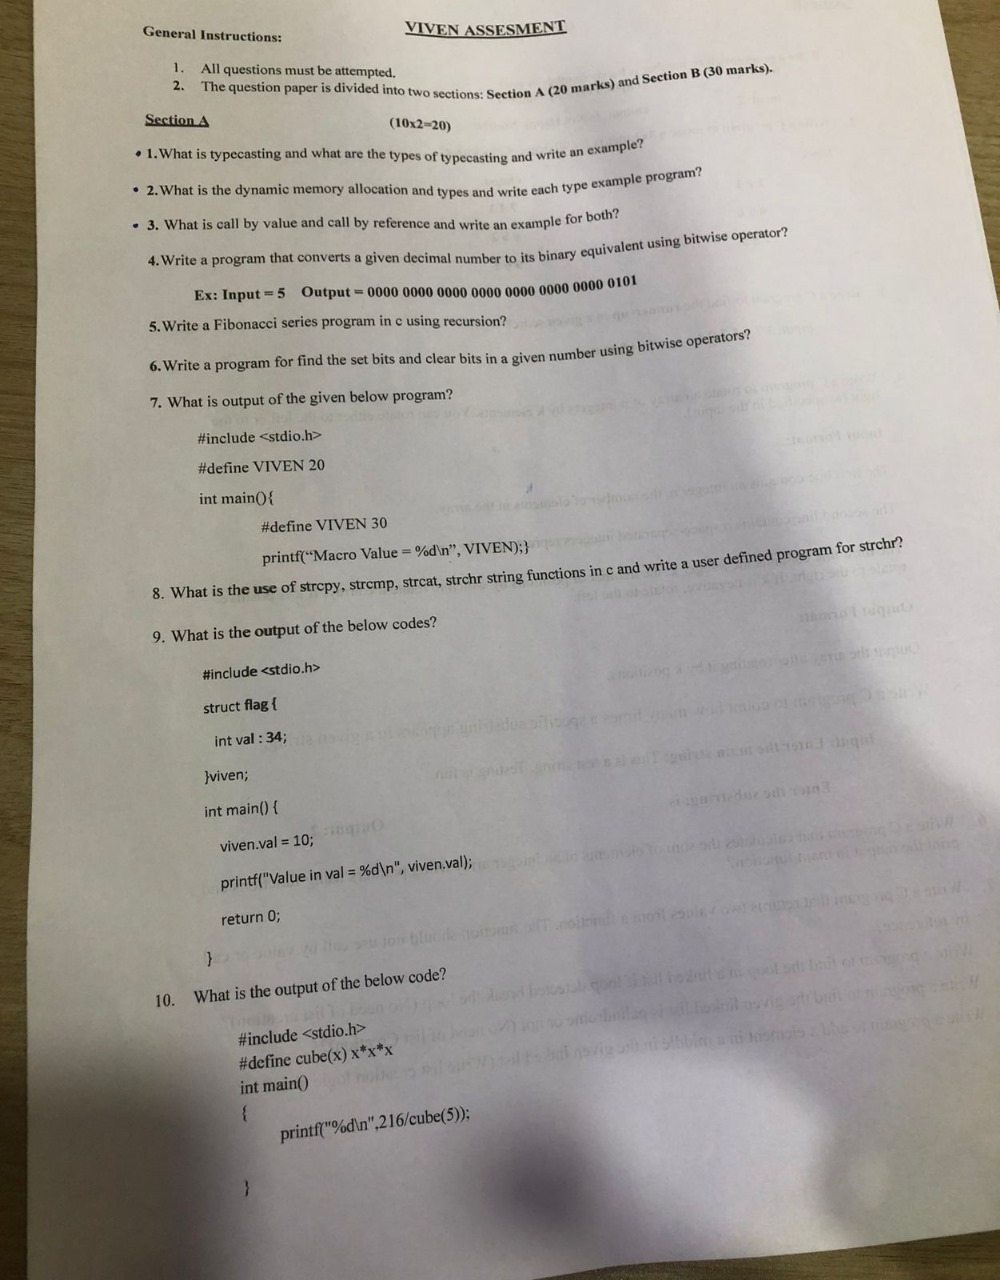 VIVEN ASSESMENT
General Instructions:
1. All questions must be attempted.
2. The question paper is divided into two sections: Section A (20 marks) and Section B (30 marks).
Section A (10x2=20)
• 1.What is typecasting and what are the types of typecasting and write an example?
• 2.What is the dynamic memory allocation and types and write each type example program?
• 3. What is call by value and call by reference and write an example for both?
4.Write a program that converts a given decimal number to its binary equivalent using bitwise operator?
Ex: Input = 5 Output = 0000 0000 0000 0000 0000 0000 0000 0101
5.Write a Fibonacci series program in c using recursion?
6.Write a program for find the set bits and clear bits in a given number using bitwise operators?
7. What is output of the given below program?
#include <stdio.h>
#define VIVEN 20
int main(){
#define VIVEN 30
printf(“Macro Value = %d\n”, VIVEN);}
8. What is the use of strcpy, strcmp, strcat, strchr string functions in c and write a user defined program for strchr?
9. What is the output of the below codes?
#include <stdio.h>
struct flag {
int val : 34;
}viven;
int main() {
viven.val = 10;
printf("Value in val = %d\n", viven.val);
return 0;
}
10. What is the output of the below code?
#include <stdio.h>
#define cube(x) x*x*x
int main()
{
printf("%d\n",216/cube(5));
}